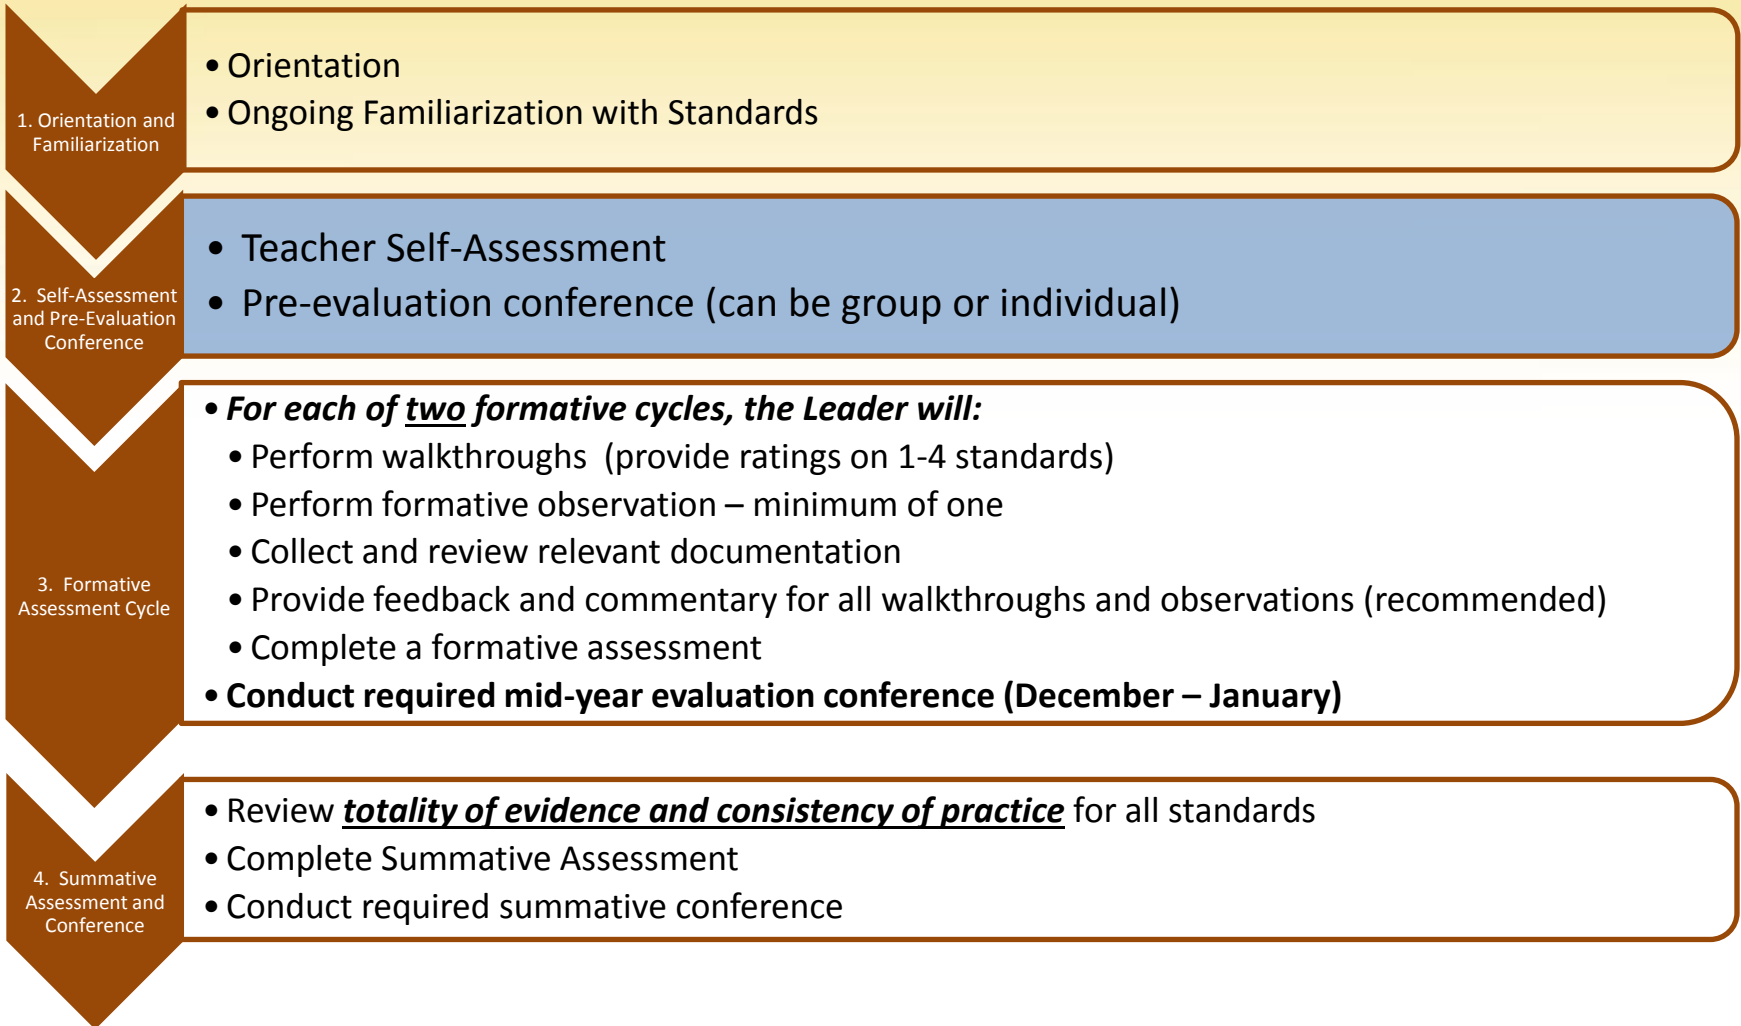 1. Orientation and
Familiarization
• Orientation
• Ongoing Familiarization with Standards
2. Self-Assessment
and Pre-Evaluation
Conference
• Teacher Self-Assessment
• Pre-evaluation conference (can be group or individual)
3. Formative
Assessment Cycle
• For each of two formative cycles, the Leader will:
• Perform walkthroughs (provide ratings on 1-4 standards)
• Perform formative observation – minimum of one
• Collect and review relevant documentation
• Provide feedback and commentary for all walkthroughs and observations (recommended)
• Complete a formative assessment
• Conduct required mid-year evaluation conference (December – January)
4. Summative
Assessment and
Conference
• Review totality of evidence and consistency of practice for all standards
• Complete Summative Assessment
• Conduct required summative conference